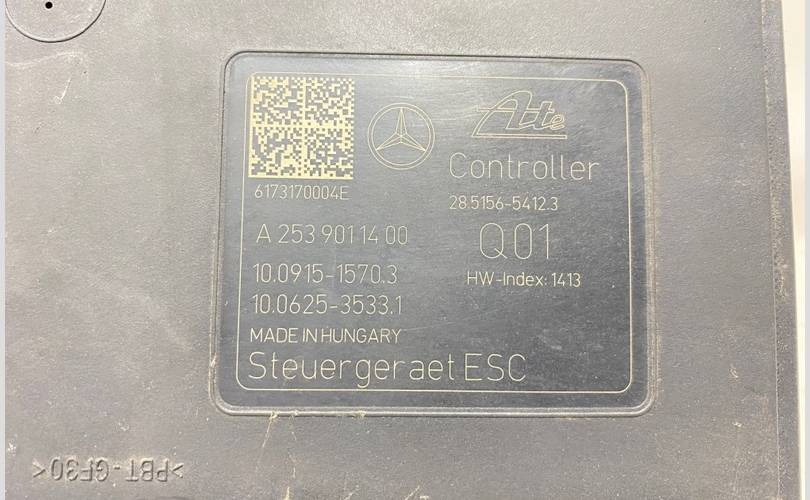 Ate
Controller
6173170004E
28.5156-5412.3
A 253 901 14 00
Q01
10.0915-1570.3
HW-Index: 1413
10.0625-3533.1
MADE IN HUNGARY
Steuergeraet ESC
>PBT-GF30<